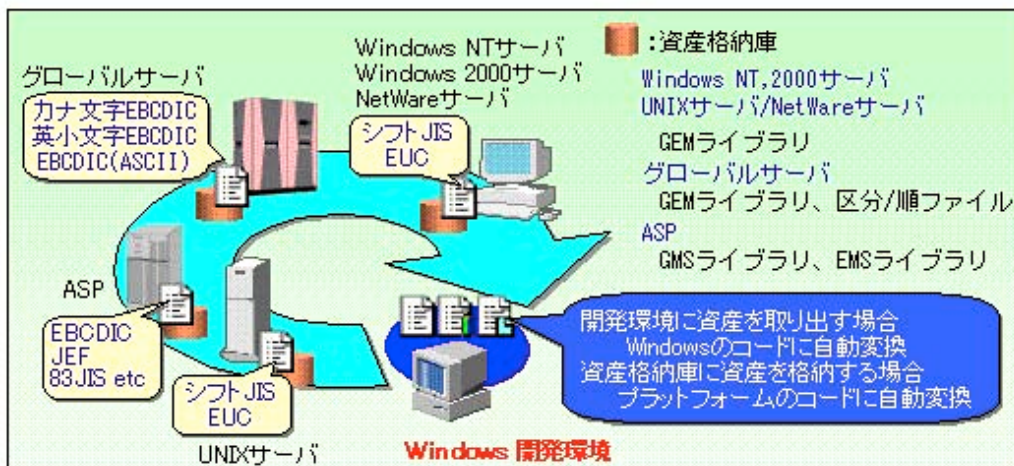 グローバルサーバ
カナ文字EBCDIC
英小文字EBCDIC
EBCDIC(ASCII)
Windows NTサーバ
Windows 2000サーバ
NetWareサーバ
シフトJIS
EUC
:資産格納庫
Windows NT,2000サーバ
UNIXサーバ/NetWareサーバ
GEMライブラリ
グローバルサーバ
GEMライブラリ、区分/順ファイル
ASP
GMSライブラリ、EMSライブラリ
ASP
EBCDIC
JEF
83JIS etc
シフトJIS
EUC
UNIXサーバ
開発環境に資産を取り出す場合
Windowsのコードに自動変換
資産格納庫に資産を格納する場合
プラットフォームのコードに自動変換
Windows 開発環境